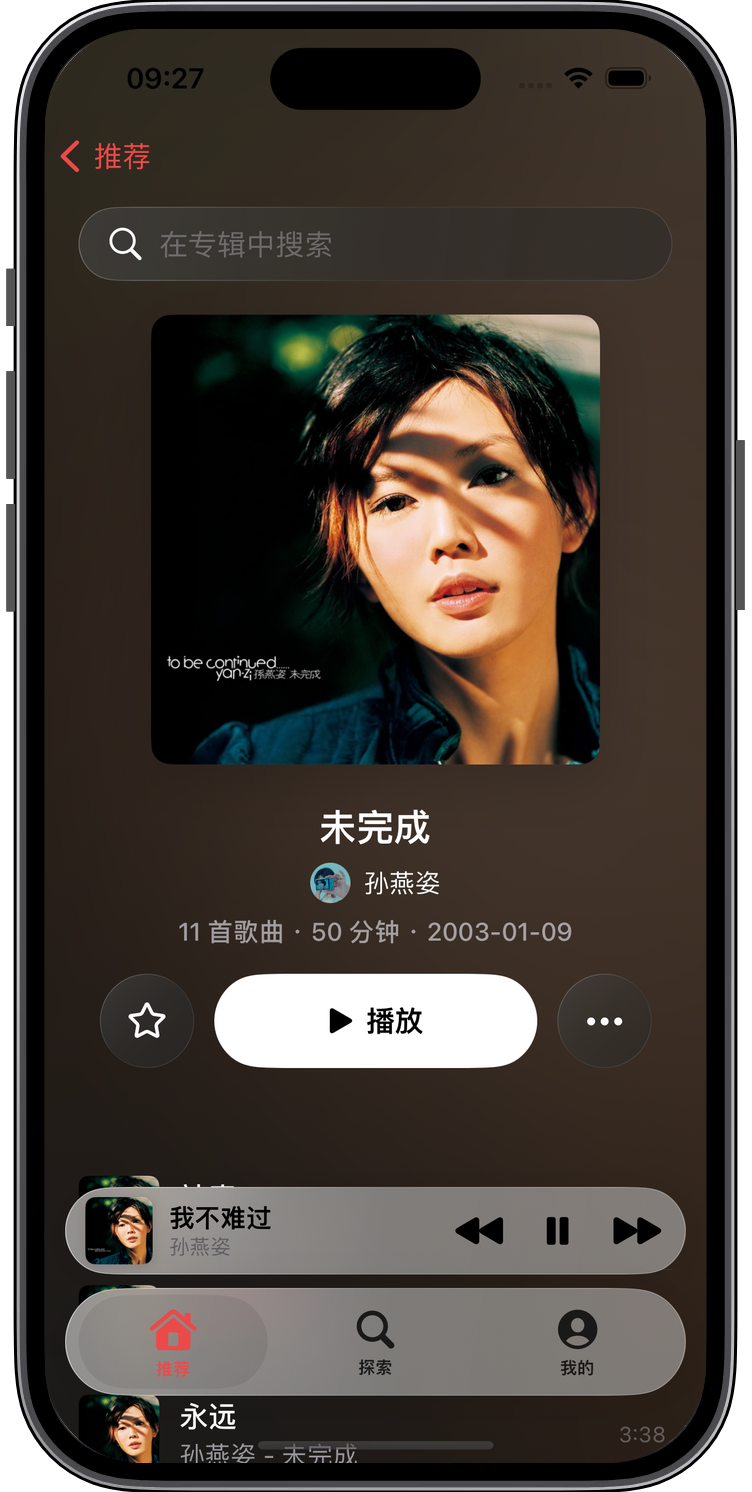 09:27
推荐
在专辑中搜索
to be continued......
yan-zi 孫燕姿 未完成
未完成
孙燕姿
11 首歌曲 · 50 分钟 · 2003-01-09
播放
我不难过
孙燕姿
推荐
探索
我的
永远
孙燕姿 - 未完成
3:38